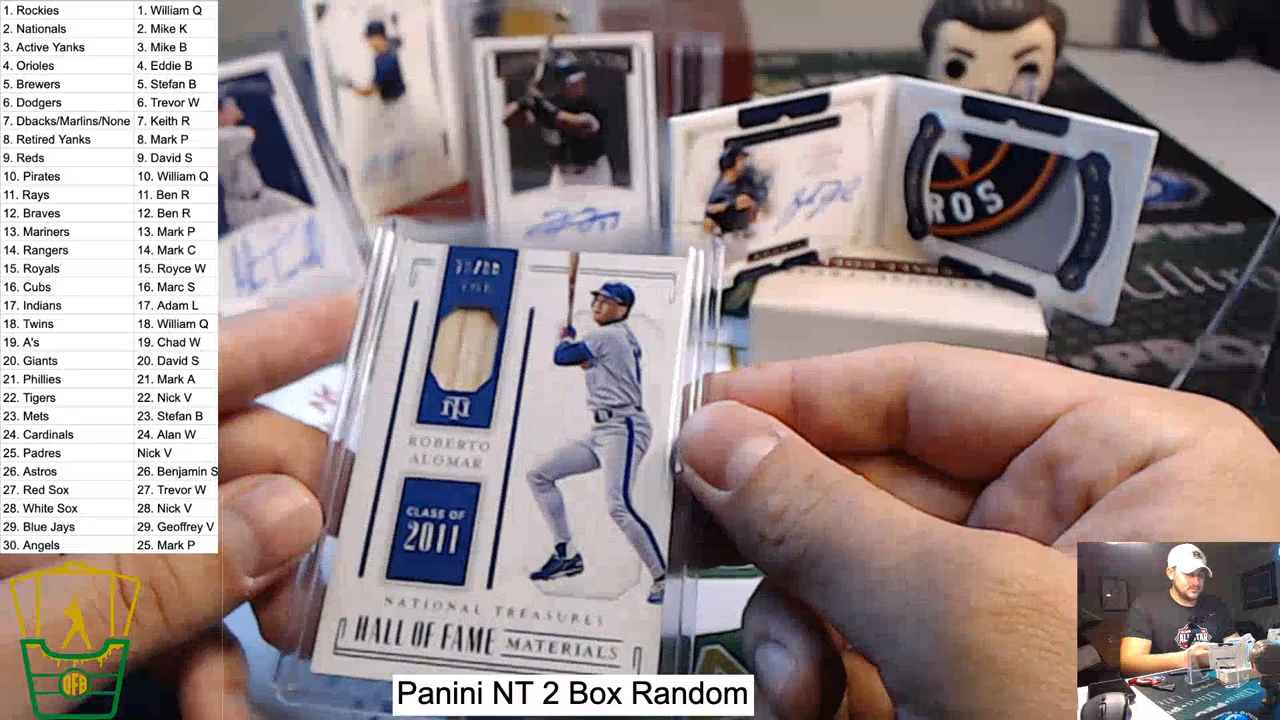 1. Rockies 1. William Q
2. Nationals 2. Mike K
3. Active Yanks 3. Mike B
4. Orioles 4. Eddie B
5. Brewers 5. Stefan B
6. Dodgers 6. Trevor W
7. Dbacks/Marlins/None 7. Keith R
8. Retired Yanks 8. Mark P
9. Reds 9. David S
10. Pirates 10. William Q
11. Rays 11. Ben R
12. Braves 12. Ben R
13. Mariners 13. Mark P
14. Rangers 14. Mark C
15. Royals 15. Royce W
16. Cubs 16. Marc S
17. Indians 17. Adam L
18. Twins 18. William Q
19. A's 19. Chad W
20. Giants 20. David S
21. Phillies 21. Mark A
22. Tigers 22. Nick V
23. Mets 23. Stefan B
24. Cardinals 24. Alan W
25. Padres Nick V
26. Astros 26. Benjamin S
27. Red Sox 27. Trevor W
28. White Sox 28. Nick V
29. Blue Jays 29. Geoffrey V
30. Angels 25. Mark P
OFB
ROS
NT
ROBERTO
ALOMAR
CLASS OF
2011
NATIONAL TREASURES
HALL OF FAME MATERIALS
Panini NT 2 Box Random